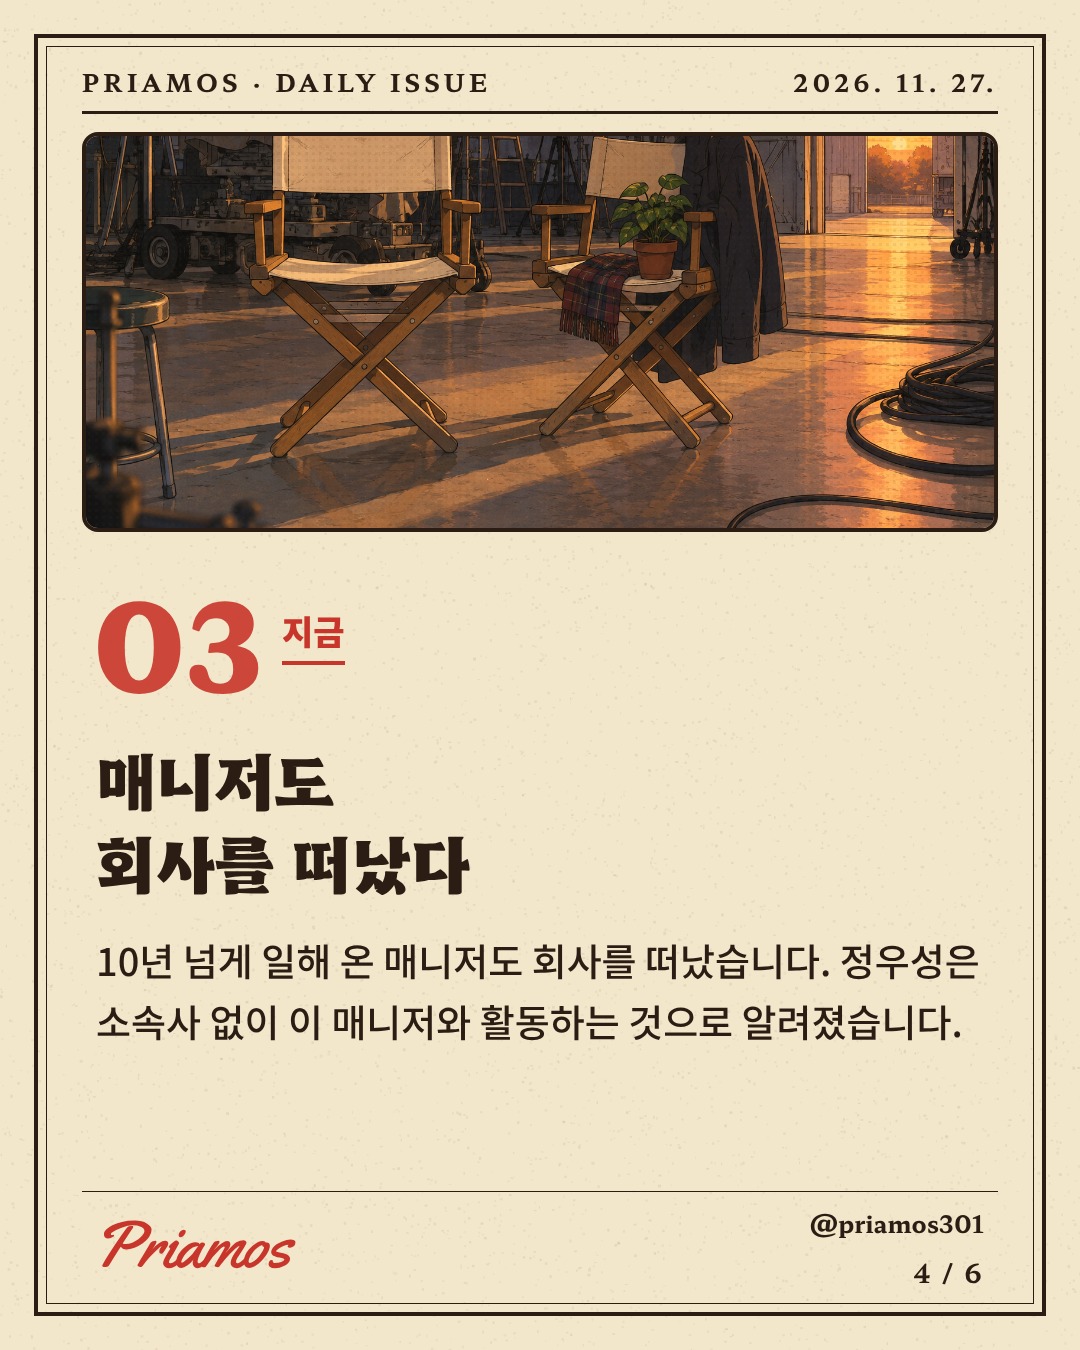 PRIAMOS · DAILY ISSUE
2026. 11. 27.
03
지금
매니저도
회사를 떠났다
10년 넘게 일해 온 매니저도 회사를 떠났습니다. 정우성은
소속사 없이 이 매니저와 활동하는 것으로 알려졌습니다.
Priamos
@priamos301
4 / 6